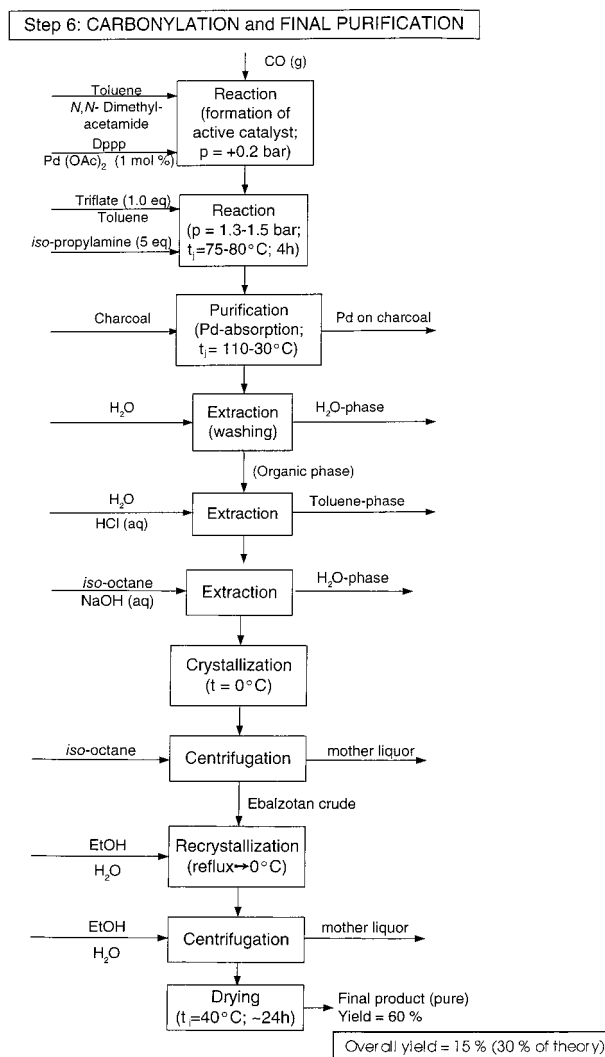 Step 6: CARBONYLATION and FINAL PURIFICATION
CO (g)
Toluene
N,N- Dimethyl-
acetamide
Dppp
Pd (OAc)₂ (1 mol %)
Reaction
(formation of
active catalyst;
p = +0.2 bar)
Triflate (1.0 eq)
Toluene
iso-propylamine (5 eq)
Reaction
(p = 1.3-1.5 bar;
tᵢ=75-80°C; 4h)
Charcoal
Purification
(Pd-absorption;
tᵢ= 110-30°C)
Pd on charcoal
H₂O
Extraction
(washing)
H₂O-phase
(Organic phase)
H₂O
HCl (aq)
Extraction
Toluene-phase
iso-octane
NaOH (aq)
Extraction
H₂O-phase
Crystallization
(t = 0°C)
iso-octane
Centrifugation
mother liquor
Ebalzotan crude
EtOH
H₂O
Recrystallization
(reflux↔0°C)
EtOH
H₂O
Centrifugation
mother liquor
Drying
(tᵢ=40°C; ~24h)
Final product (pure)
Yield = 60 %
Overall yield = 15 % (30 % of theory)